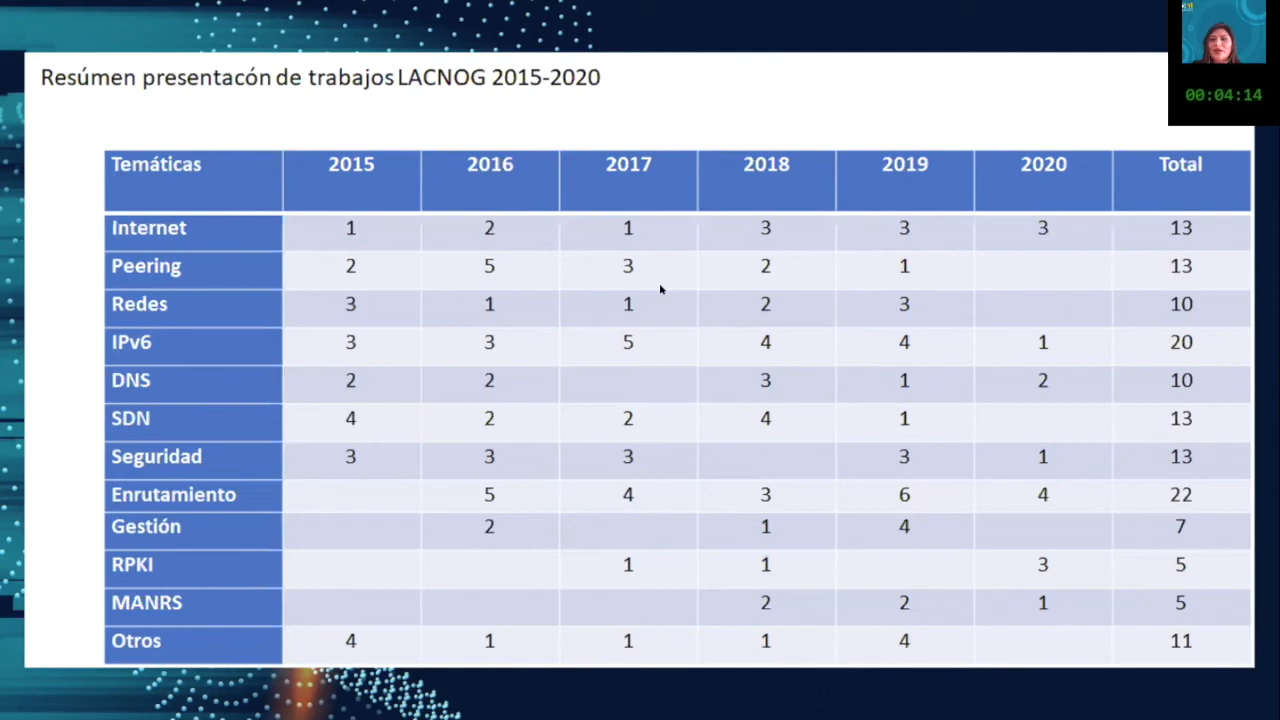 Resúmen presentacón de trabajos LACNOG 2015-2020
00:04:14
Temáticas 2015 2016 2017 2018 2019 2020 Total
Internet 1 2 1 3 3 3 13
Peering 2 5 3 2 1 13
Redes 3 1 1 2 3 10
IPv6 3 3 5 4 4 1 20
DNS 2 2 3 1 2 10
SDN 4 2 2 4 1 13
Seguridad 3 3 3 3 1 13
Enrutamiento 5 4 3 6 4 22
Gestión 2 1 4 7
RPKI 1 1 3 5
MANRS 2 2 1 5
Otros 4 1 1 1 4 11